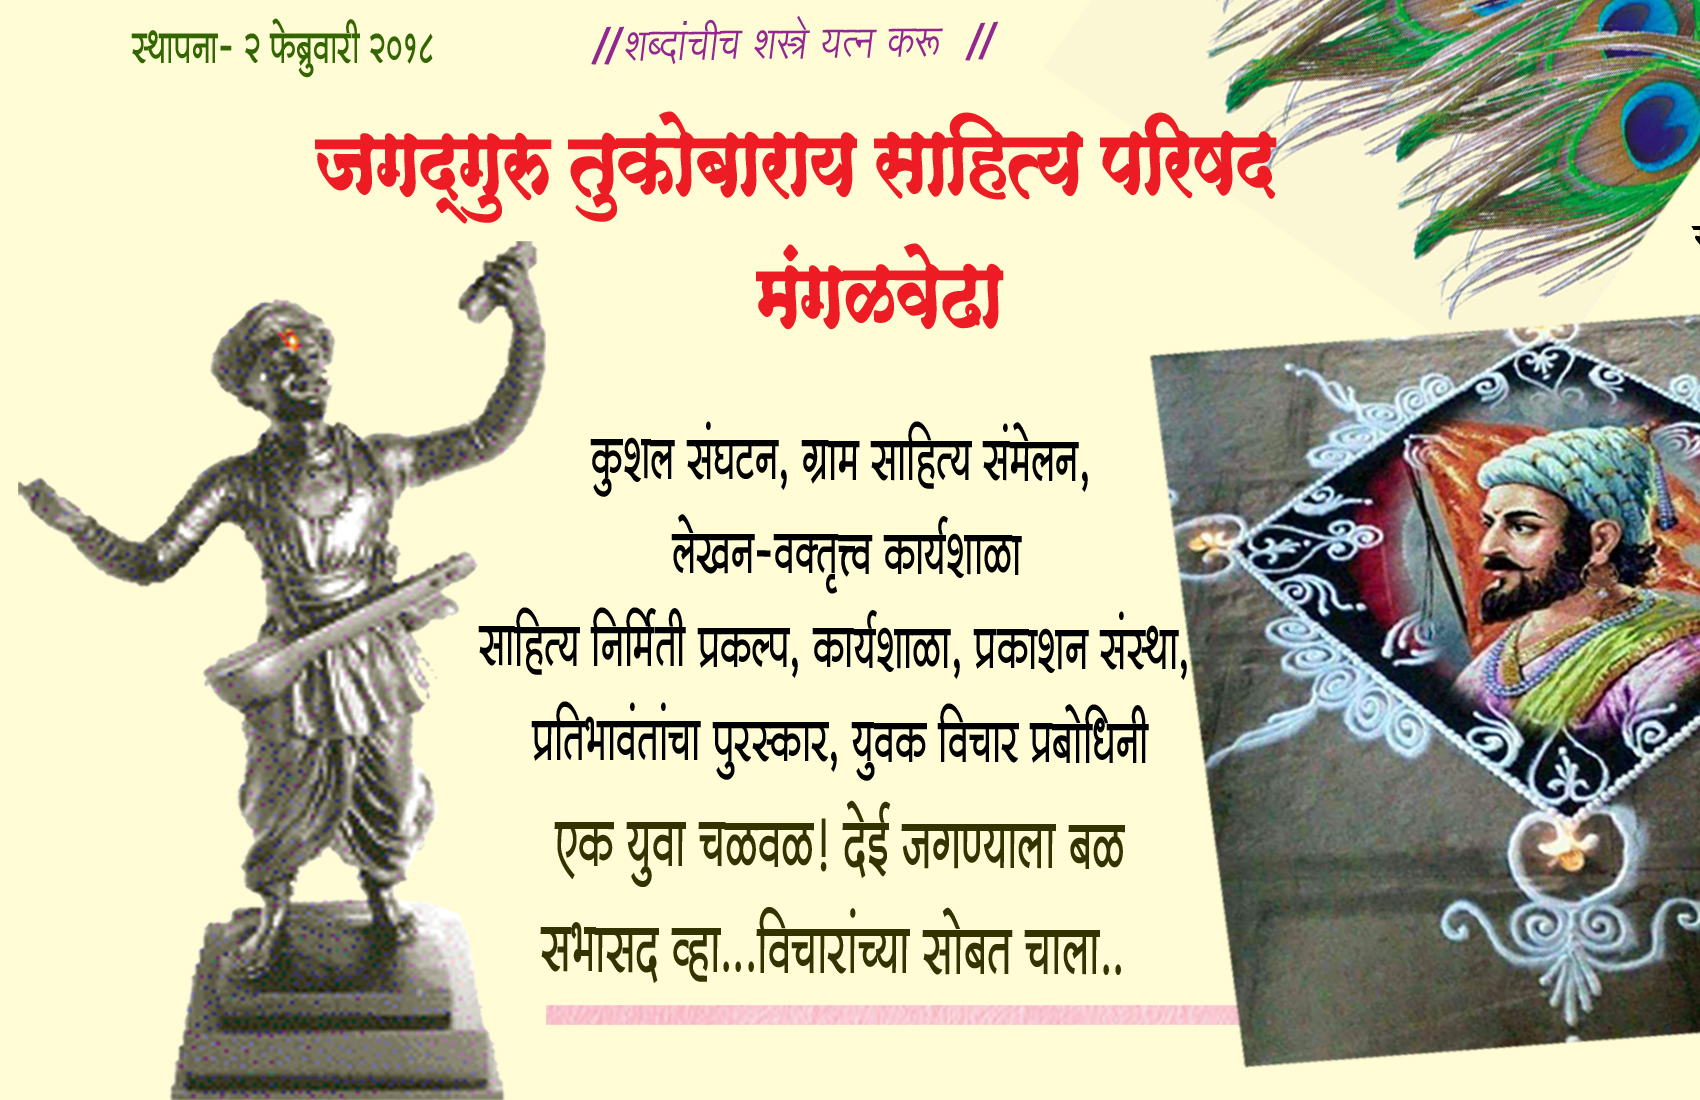 स्थापना- २ फेब्रुवारी २०१८
//शब्दांचीच शस्त्रे यत्न करू //
जगद्‌गुरु तुकोबाराय साहित्य परिषद
मंगळवेढा
कुशल संघटन, ग्राम साहित्य संमेलन,
लेखन-वक्तृत्त्व कार्यशाळा
साहित्य निर्मिती प्रकल्प, कार्यशाळा, प्रकाशन संस्था,
प्रतिभावंतांचा पुरस्कार, युवक विचार प्रबोधिनी
एक युवा चळवळ! देई जगण्याला बळ
सभासद व्हा...विचारांच्या सोबत चाला..